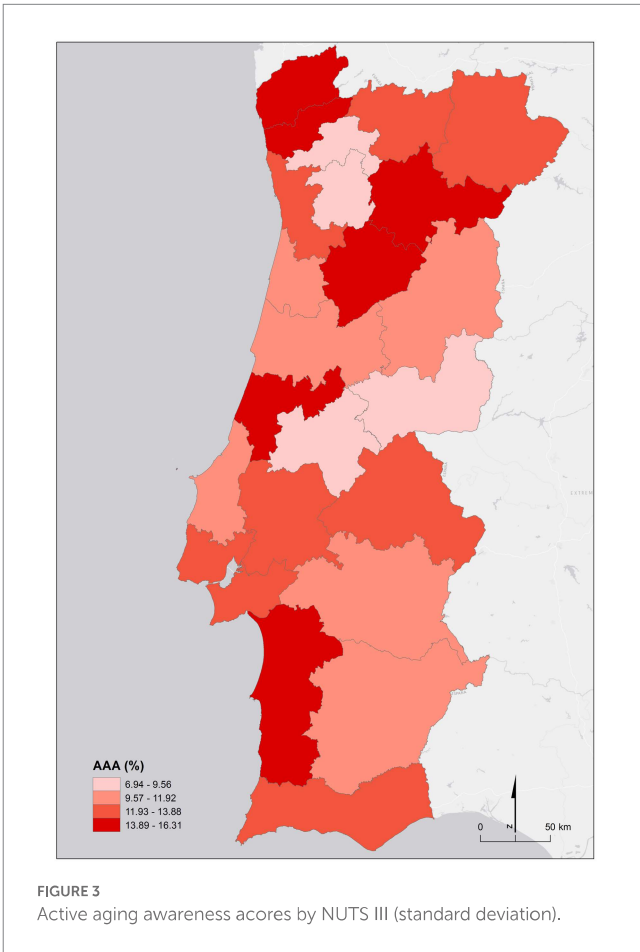 AAA (%)
6.94 - 9.56
9.57 - 11.92
11.93 - 13.88
13.89 - 16.31
N
0 50 km
FIGURE 3
Active aging awareness acores by NUTS III (standard deviation).